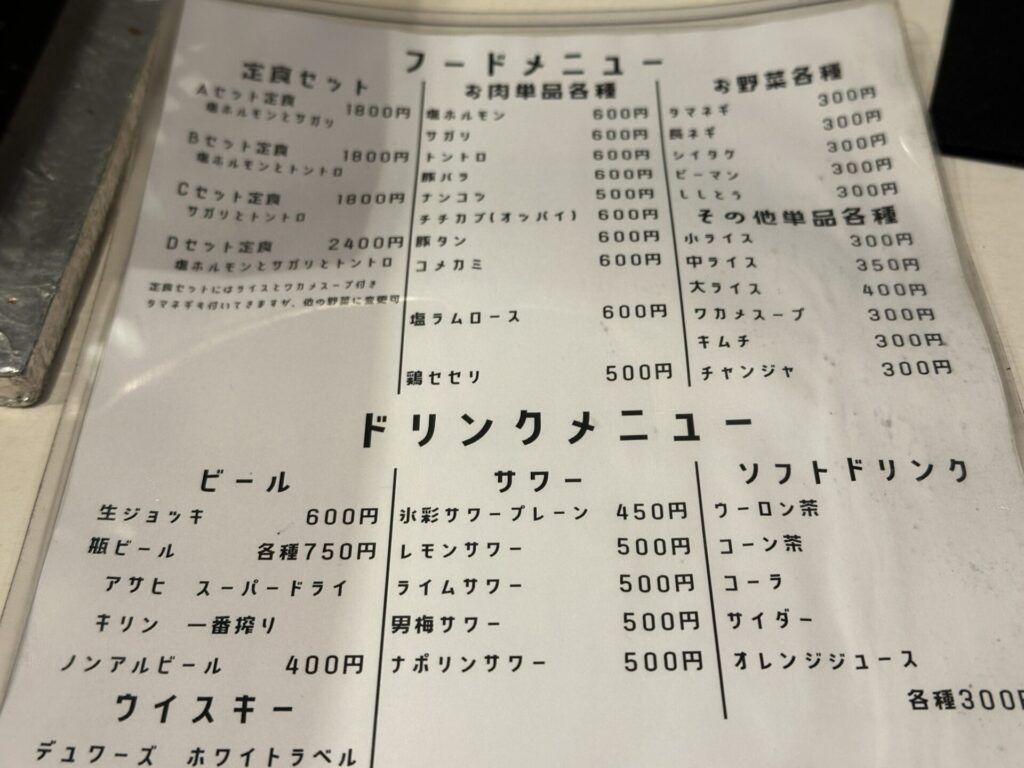 フードメニュー
定食セット
Aセット定食 1800円
塩ホルモンとサガリ
Bセット定食 1800円
塩ホルモンとトントロ
Cセット定食 1800円
サガリとトントロ
Dセット定食 2400円
塩ホルモンとサガリとトントロ
定食セットにはライスとワカメスープ付き
タマネギも付いてきますが、他の野菜に変更可
お肉単品各種
塩ホルモン 600円
サガリ 600円
トントロ 600円
豚バラ 600円
ナンコツ 500円
チチカブ(オッパイ) 600円
豚タン 600円
コメカミ 600円
塩ラムロース 600円
鶏セセリ 500円
お野菜各種
タマネギ 300円
長ネギ 300円
シイタケ 300円
ピーマン 300円
ししとう 300円
その他単品各種
小ライス 300円
中ライス 350円
大ライス 400円
ワカメスープ 300円
キムチ 300円
チャンジャ 300円
ドリンクメニュー
ビール
生ジョッキ 600円
瓶ビール 各種750円
アサヒ スーパードライ
キリン 一番搾り
ノンアルビール 400円
ウイスキー
デュワーズ ホワイトラベル
サワー
氷彩サワープレーン 450円
レモンサワー 500円
ライムサワー 500円
男梅サワー 500円
ナポリンサワー 500円
ソフトドリンク
ウーロン茶
コーン茶
コーラ
サイダー
オレンジジュース
各種300円